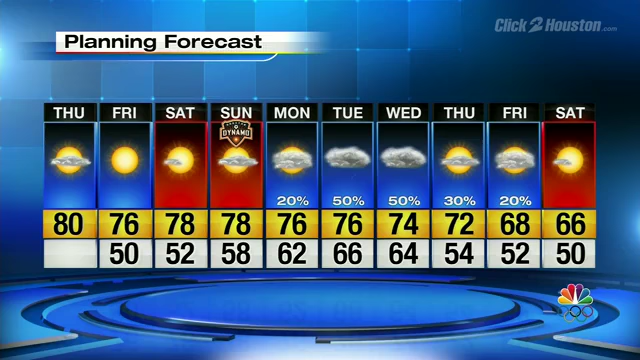 Click2Houston.com
Planning Forecast
THU FRI SAT SUN MON TUE WED THU FRI SAT
DYNAMO
20% 50% 50% 30% 20%
80 76 78 78 76 76 74 72 68 66
50 52 58 62 66 64 54 52 50